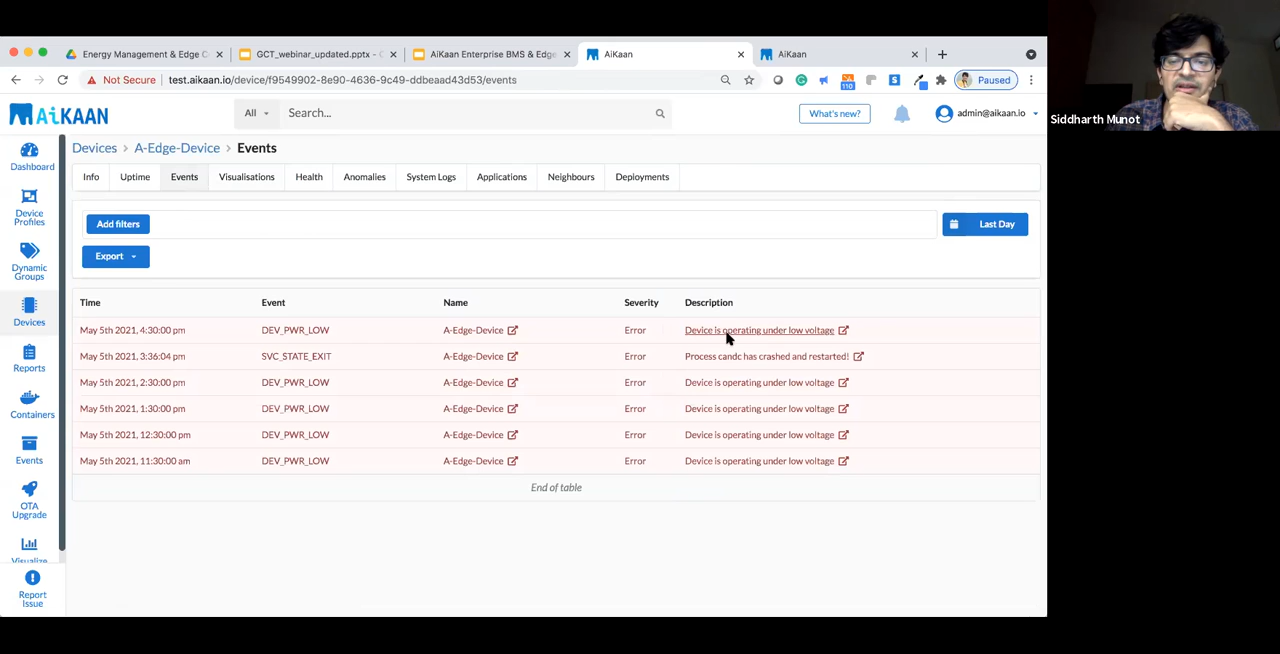 Energy Management & Edge C
GCT_webinar_updated.pptx - G
AiKaan Enterprise BMS & Edge
AiKaan
AiKaan
Not Secure
test.aikaan.io/device/f9549902-8e90-4636-9c49-ddbeaad43d53/events
110
Paused
Siddharth Munot
AiKAAN
All
Search...
What's new?
admin@aikaan.io
Devices > A-Edge-Device > Events
Info Uptime Events Visualisations Health Anomalies System Logs Applications Neighbours Deployments
Add filters
Last Day
Export
Time Event Name Severity Description
May 5th 2021, 4:30:00 pm DEV_PWR_LOW A-Edge-Device Error Device is operating under low voltage
May 5th 2021, 3:36:04 pm SVC_STATE_EXIT A-Edge-Device Error Process candc has crashed and restarted!
May 5th 2021, 2:30:00 pm DEV_PWR_LOW A-Edge-Device Error Device is operating under low voltage
May 5th 2021, 1:30:00 pm DEV_PWR_LOW A-Edge-Device Error Device is operating under low voltage
May 5th 2021, 12:30:00 pm DEV_PWR_LOW A-Edge-Device Error Device is operating under low voltage
May 5th 2021, 11:30:00 am DEV_PWR_LOW A-Edge-Device Error Device is operating under low voltage
End of table
Dashboard
Device
Profiles
Dynamic
Groups
Devices
Reports
Containers
Events
OTA
Upgrade
Visualize
Report
Issue